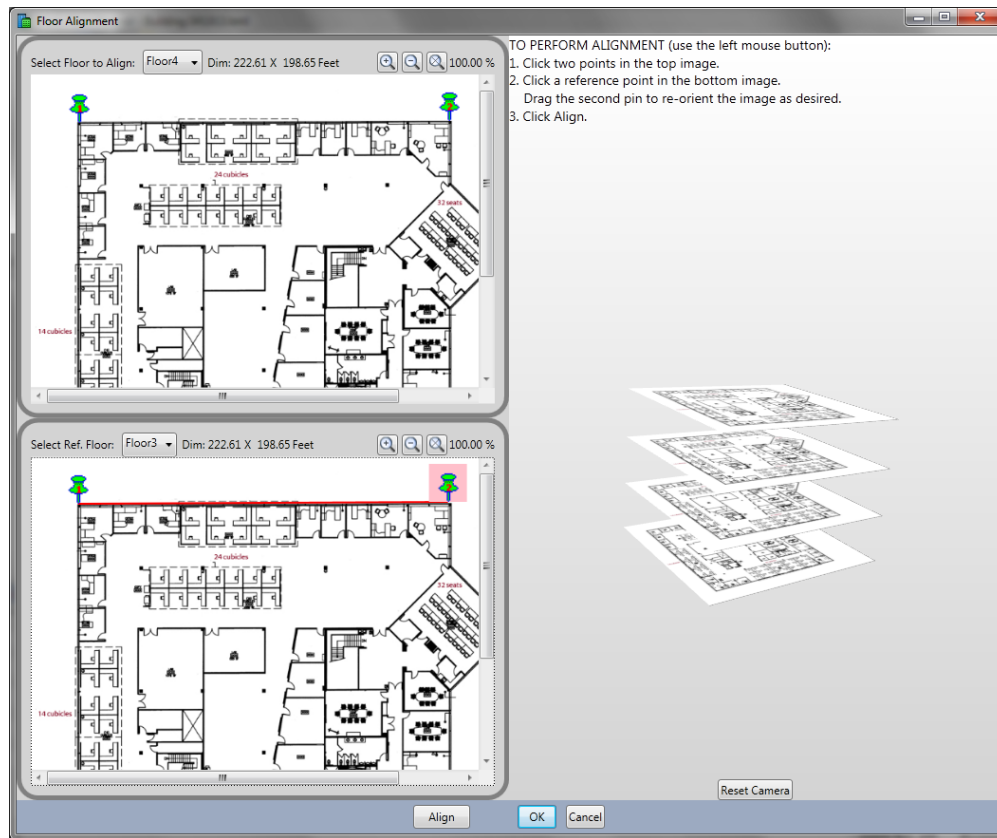 Floor Alignment
Select Floor to Align: Floor4 Dim: 222.61 X 198.65 Feet 100.00 %
1 2
24 cubicles
32 seats
14 cubicles
Select Ref. Floor: Floor3 Dim: 222.61 X 198.65 Feet 100.00 %
1 2
24 cubicles
32 seats
14 cubicles
TO PERFORM ALIGNMENT (use the left mouse button):
1. Click two points in the top image.
2. Click a reference point in the bottom image.
Drag the second pin to re-orient the image as desired.
3. Click Align.
Reset Camera
Align OK Cancel